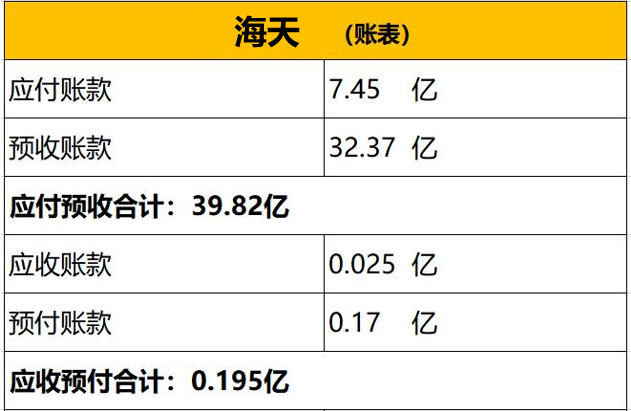 海天 (账表)
应付账款 7.45 亿
预收账款 32.37 亿
应付预收合计：39.82亿
应收账款 0.025 亿
预付账款 0.17 亿
应收预付合计：0.195亿